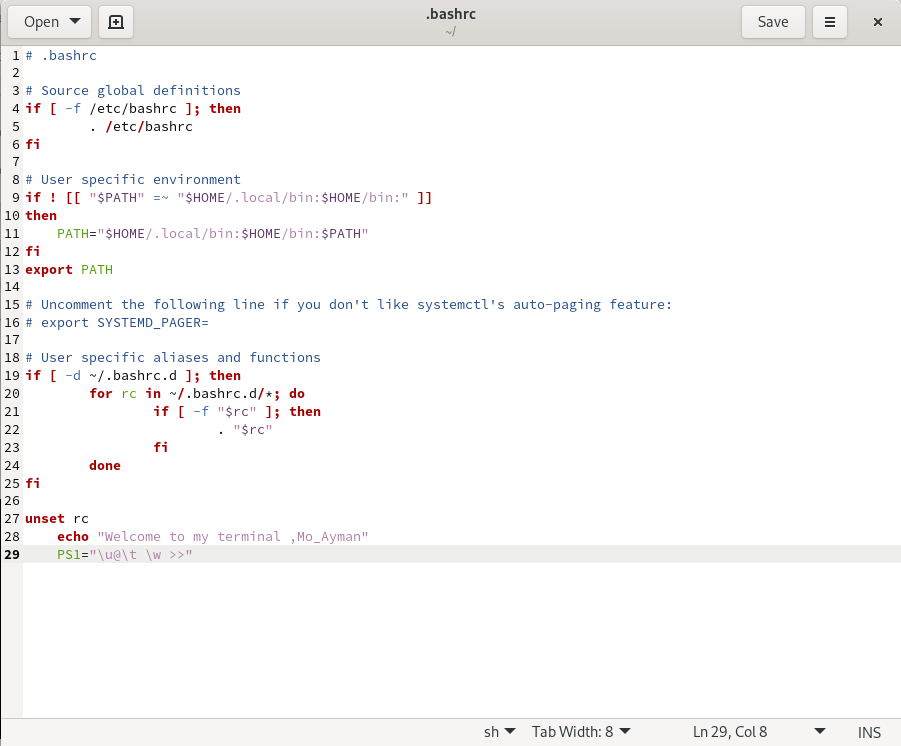 Open
.bashrc
~/
Save
1 # .bashrc
2
3 # Source global definitions
4 if [ -f /etc/bashrc ]; then
5         . /etc/bashrc
6 fi
7
8 # User specific environment
9 if ! [[ "$PATH" =~ "$HOME/.local/bin:$HOME/bin:" ]]
10 then
11     PATH="$HOME/.local/bin:$HOME/bin:$PATH"
12 fi
13 export PATH
14
15 # Uncomment the following line if you don't like systemctl's auto-paging feature:
16 # export SYSTEMD_PAGER=
17
18 # User specific aliases and functions
19 if [ -d ~/.bashrc.d ]; then
20         for rc in ~/.bashrc.d/*; do
21                 if [ -f "$rc" ]; then
22                         . "$rc"
23                 fi
24         done
25 fi
26
27 unset rc
28     echo "Welcome to my terminal ,Mo_Ayman"
29     PS1="\u@\t \w >>"
sh Tab Width: 8 Ln 29, Col 8 INS